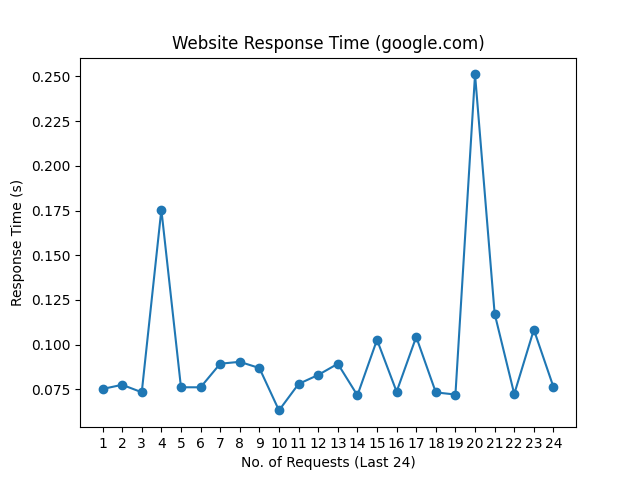 Website Response Time (google.com)
0.250
0.225
0.200
0.175
0.150
0.125
0.100
0.075
Response Time (s)
1 2 3 4 5 6 7 8 9 10 11 12 13 14 15 16 17 18 19 20 21 22 23 24
No. of Requests (Last 24)